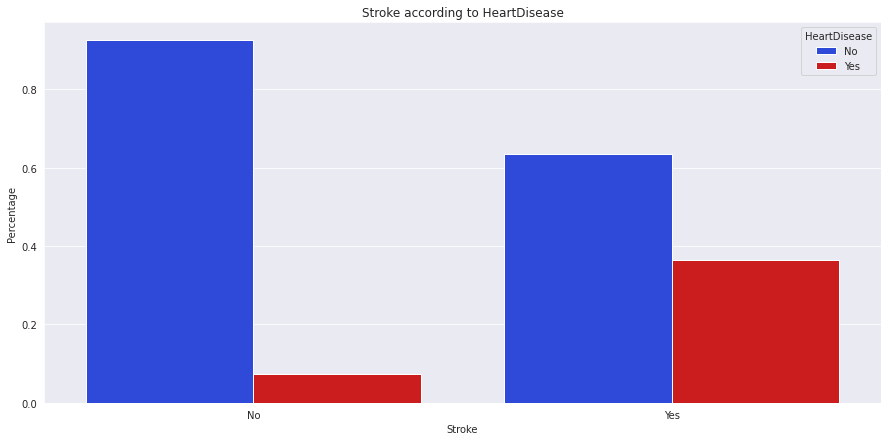 Stroke according to HeartDisease
HeartDisease
No
Yes
Percentage
0.8
0.6
0.4
0.2
0.0
No
Yes
Stroke